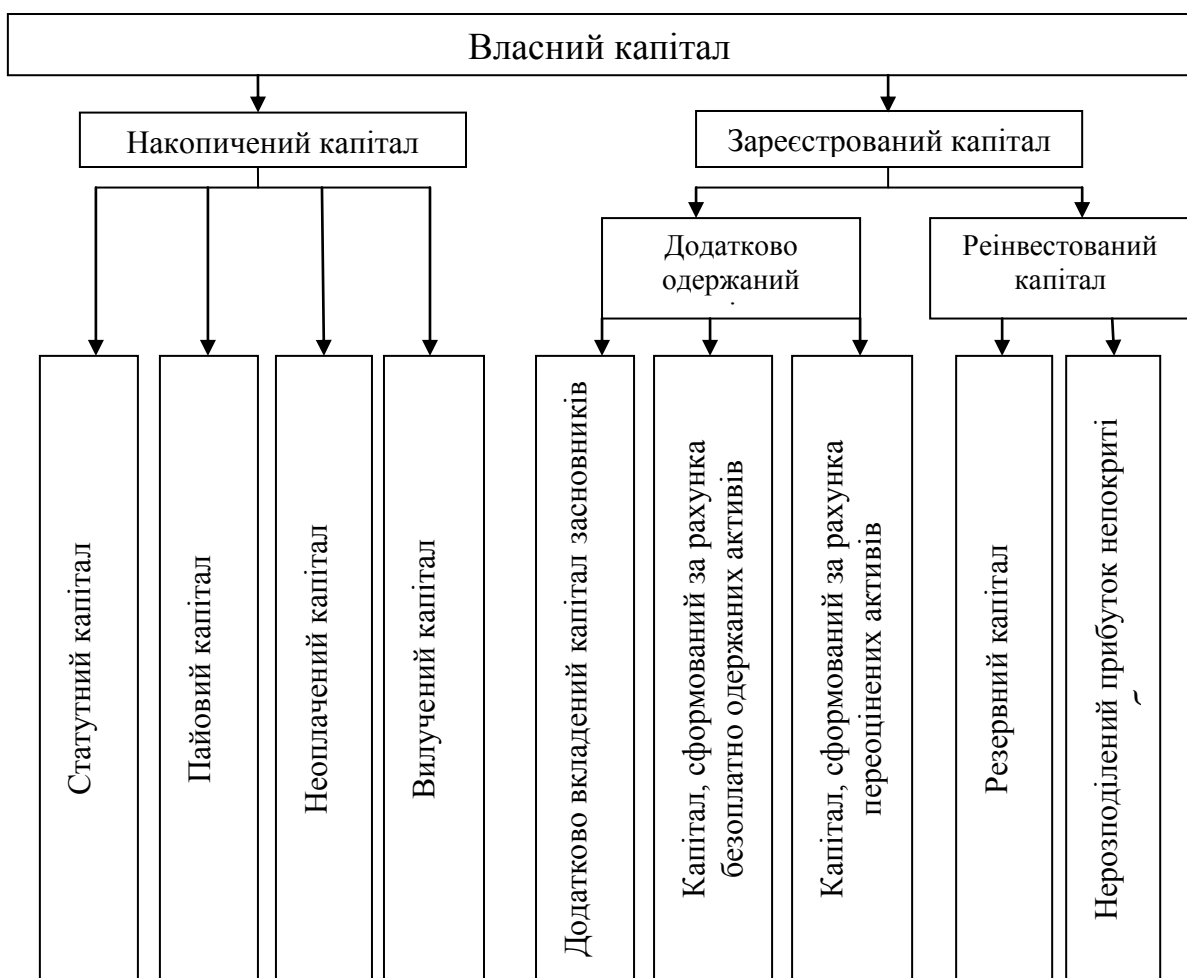 Власний капітал
Накопичений капітал
Зареєстрований капітал
Додатково
одержаний
Реінвестований
капітал
Статутний капітал
Пайовий капітал
Неоплачений капітал
Вилучений капітал
Додатково вкладений капітал засновників
Капітал, сформований за рахунка
безоплатно одержаних активів
Капітал, сформований за рахунка
переоцінених активів
Резервний капітал
Нерозподілений прибуток непокриті